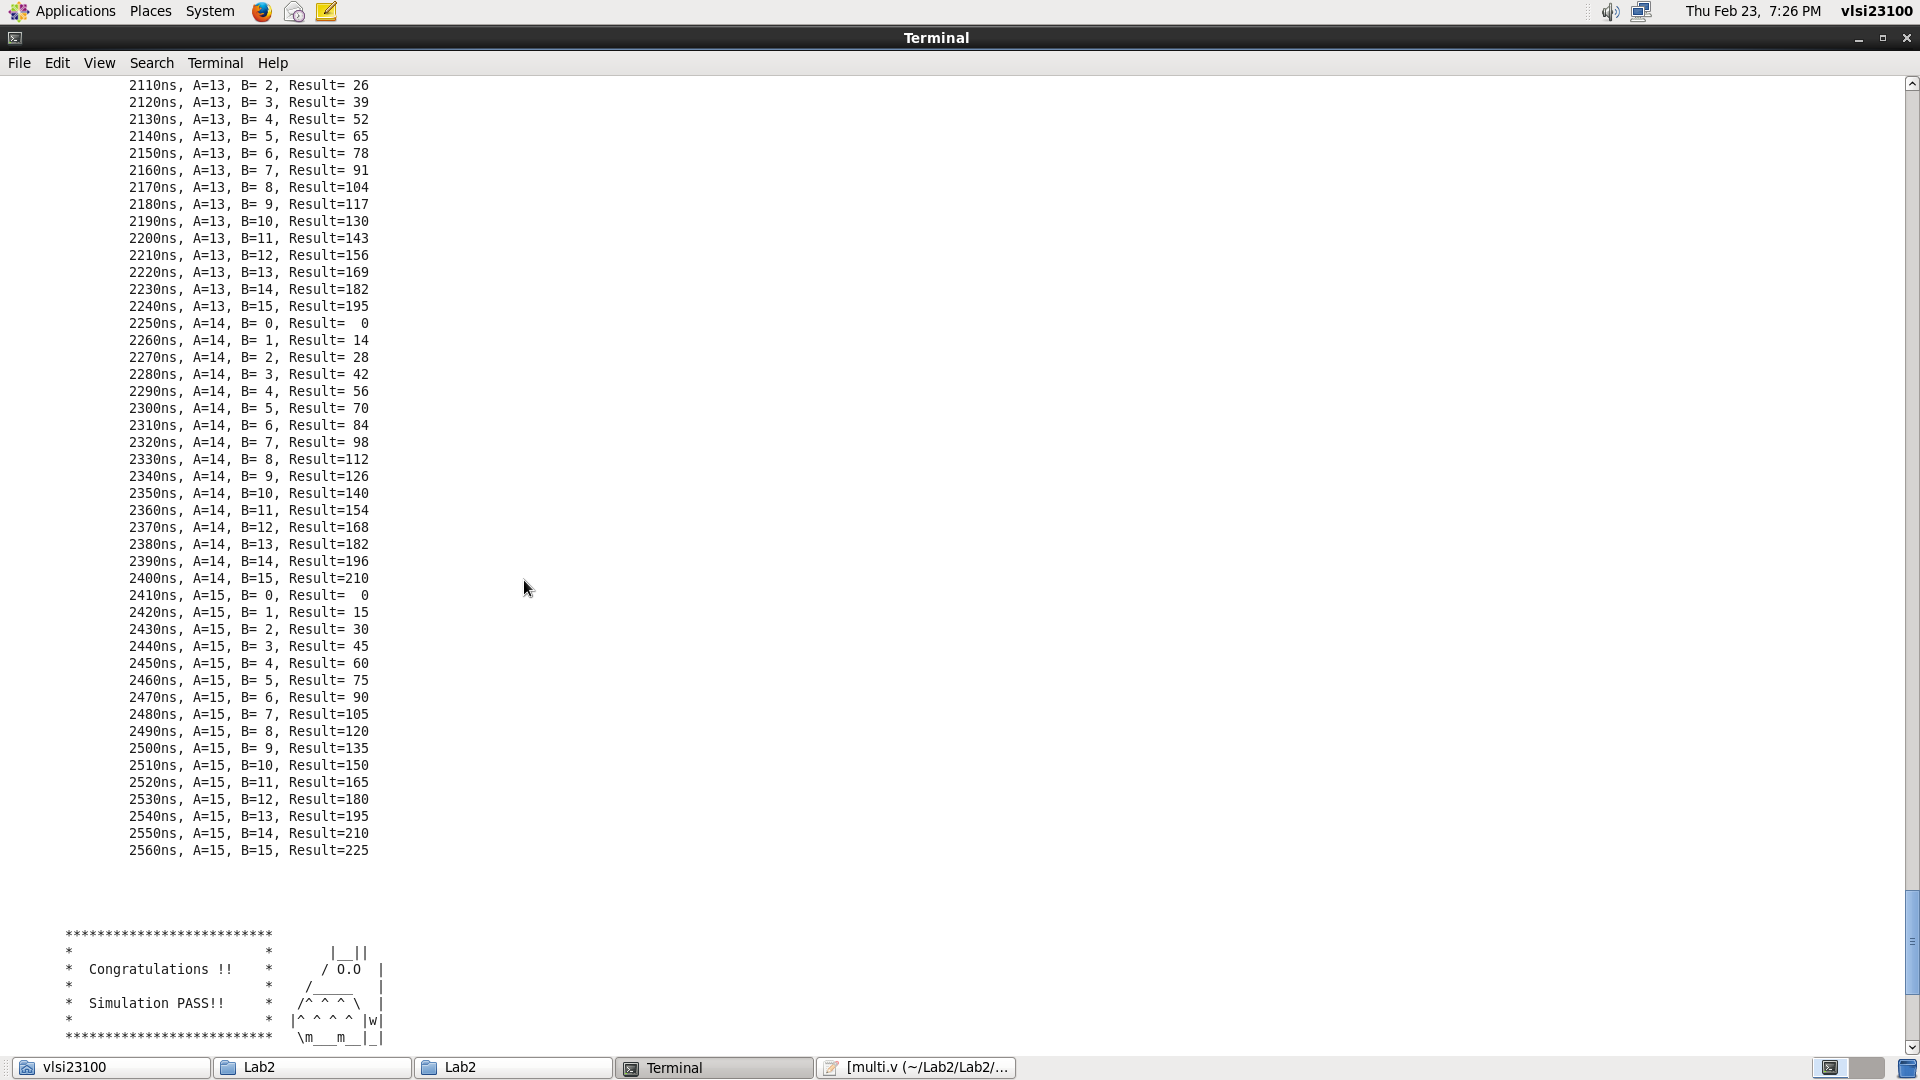 Applications Places System Thu Feb 23, 7:26 PM vlsi23100
Terminal
File Edit View Search Terminal Help
2110ns, A=13, B= 2, Result= 26
2120ns, A=13, B= 3, Result= 39
2130ns, A=13, B= 4, Result= 52
2140ns, A=13, B= 5, Result= 65
2150ns, A=13, B= 6, Result= 78
2160ns, A=13, B= 7, Result= 91
2170ns, A=13, B= 8, Result=104
2180ns, A=13, B= 9, Result=117
2190ns, A=13, B=10, Result=130
2200ns, A=13, B=11, Result=143
2210ns, A=13, B=12, Result=156
2220ns, A=13, B=13, Result=169
2230ns, A=13, B=14, Result=182
2240ns, A=13, B=15, Result=195
2250ns, A=14, B= 0, Result=  0
2260ns, A=14, B= 1, Result= 14
2270ns, A=14, B= 2, Result= 28
2280ns, A=14, B= 3, Result= 42
2290ns, A=14, B= 4, Result= 56
2300ns, A=14, B= 5, Result= 70
2310ns, A=14, B= 6, Result= 84
2320ns, A=14, B= 7, Result= 98
2330ns, A=14, B= 8, Result=112
2340ns, A=14, B= 9, Result=126
2350ns, A=14, B=10, Result=140
2360ns, A=14, B=11, Result=154
2370ns, A=14, B=12, Result=168
2380ns, A=14, B=13, Result=182
2390ns, A=14, B=14, Result=196
2400ns, A=14, B=15, Result=210
2410ns, A=15, B= 0, Result=  0
2420ns, A=15, B= 1, Result= 15
2430ns, A=15, B= 2, Result= 30
2440ns, A=15, B= 3, Result= 45
2450ns, A=15, B= 4, Result= 60
2460ns, A=15, B= 5, Result= 75
2470ns, A=15, B= 6, Result= 90
2480ns, A=15, B= 7, Result=105
2490ns, A=15, B= 8, Result=120
2500ns, A=15, B= 9, Result=135
2510ns, A=15, B=10, Result=150
2520ns, A=15, B=11, Result=165
2530ns, A=15, B=12, Result=180
2540ns, A=15, B=13, Result=195
2550ns, A=15, B=14, Result=210
2560ns, A=15, B=15, Result=225
**************************
*                        *       |__||
*  Congratulations !!    *      / O.O  |
*                        *    /_____   |
*  Simulation PASS!!     *   /^ ^ ^ \  |
*                        *  |^ ^ ^ ^ |w|
**************************   \m___m__|_|
vlsi23100 Lab2 Lab2 Terminal [multi.v (~/Lab2/Lab2/...